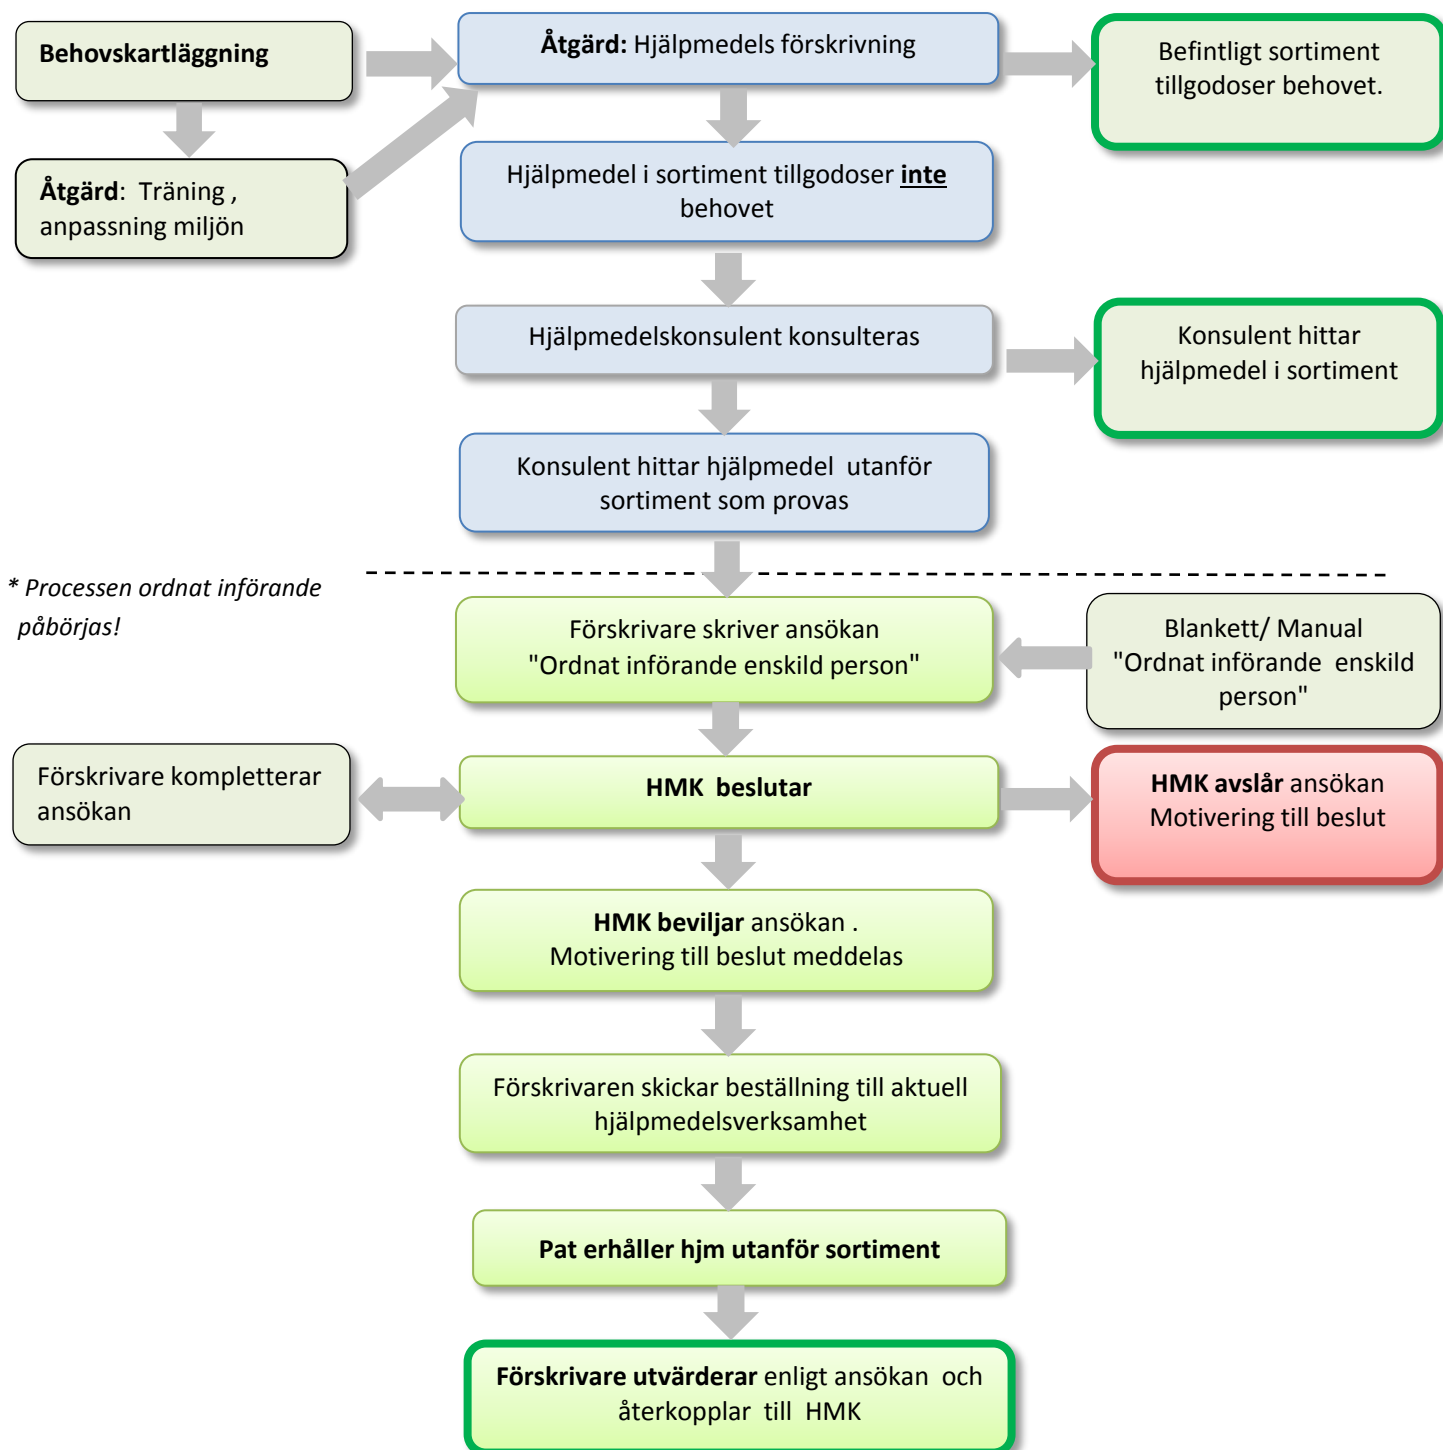 Behovskartläggning
Åtgärd: Hjälpmedels förskrivning
Befintligt sortiment
tillgodoser behovet.
Åtgärd: Träning ,
anpassning miljön
Hjälpmedel i sortiment tillgodoser inte
behovet
Hjälpmedelskonsulent konsulteras
Konsulent hittar
hjälpmedel i sortiment
Konsulent hittar hjälpmedel utanför
sortiment som provas
* Processen ordnat införande
påbörjas!
Förskrivare skriver ansökan
"Ordnat införande enskild person"
Blankett/ Manual
"Ordnat införande enskild
person"
Förskrivare kompletterar
ansökan
HMK beslutar
HMK avslår ansökan
Motivering till beslut
HMK beviljar ansökan .
Motivering till beslut meddelas
Förskrivaren skickar beställning till aktuell
hjälpmedelsverksamhet
Pat erhåller hjm utanför sortiment
Förskrivare utvärderar enligt ansökan och
återkopplar till HMK